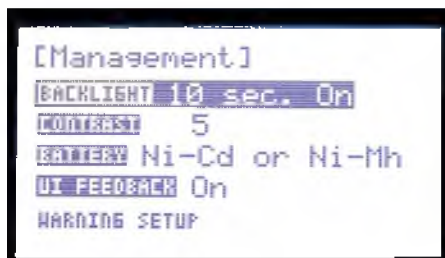 [Management]
BACKLIGHT 10 sec. On
CONTRAST 5
BATTERY Ni-Cd or Ni-Mh
UI FEEDBACK On
WARNING SETUP